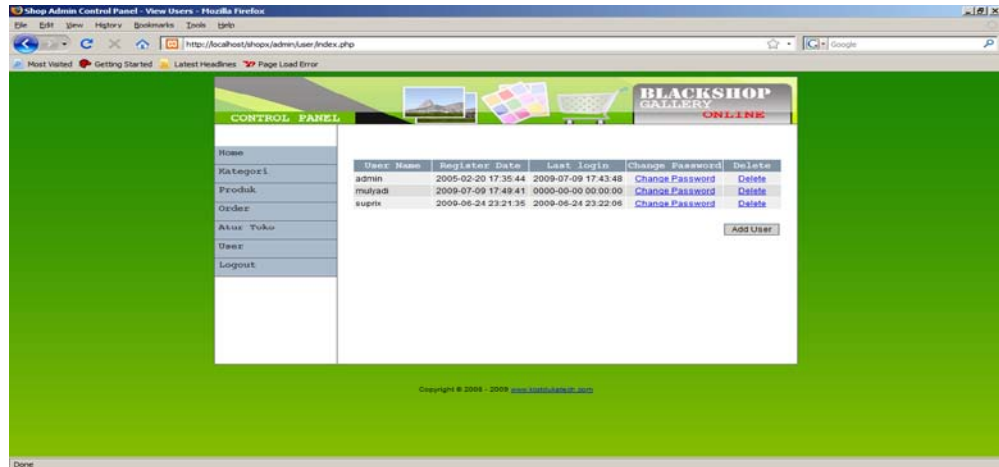 Shop Admin Control Panel - View Users - Mozilla Firefox
File Edit View History Bookmarks Tools Help
http://localhost/shopx/admin/user/index.php
Google
Most Visited Getting Started Latest Headlines Page Load Error
CONTROL PANEL
BLACKSHOP
GALLERY
ONLINE
Home
Kategori
Produk
Order
Atur Toko
User
Logout
User Name Register Date Last login Change Password Delete
admin 2005-02-20 17:35:44 2009-07-09 17:43:48 Change Password Delete
mulyadi 2009-07-09 17:49:41 0000-00-00 00:00:00 Change Password Delete
suprix 2009-06-24 23:21:35 2009-06-24 23:22:06 Change Password Delete
Add User
Copyright © 2008 - 2009
Done